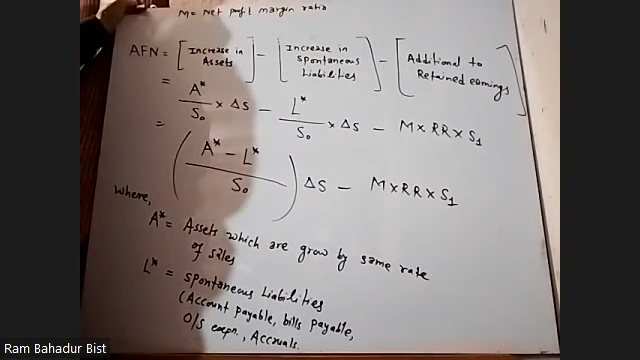 M = Net profit margin ratio
AFN = [Increase in Assets] - [Increase in Spontaneous Liabilities] - [Additional to Retained earnings]
= A*/S₀ × ΔS - L*/S₀ × ΔS - M×RR×S₁
= (A* - L*/S₀) ΔS - M×RR×S₁
where,
A* = Assets which are grow by same rate
of sales
L* = spontaneous Liabilities
(Account payable, bills payable,
O/S expn., Accruals.
Ram Bahadur Bist